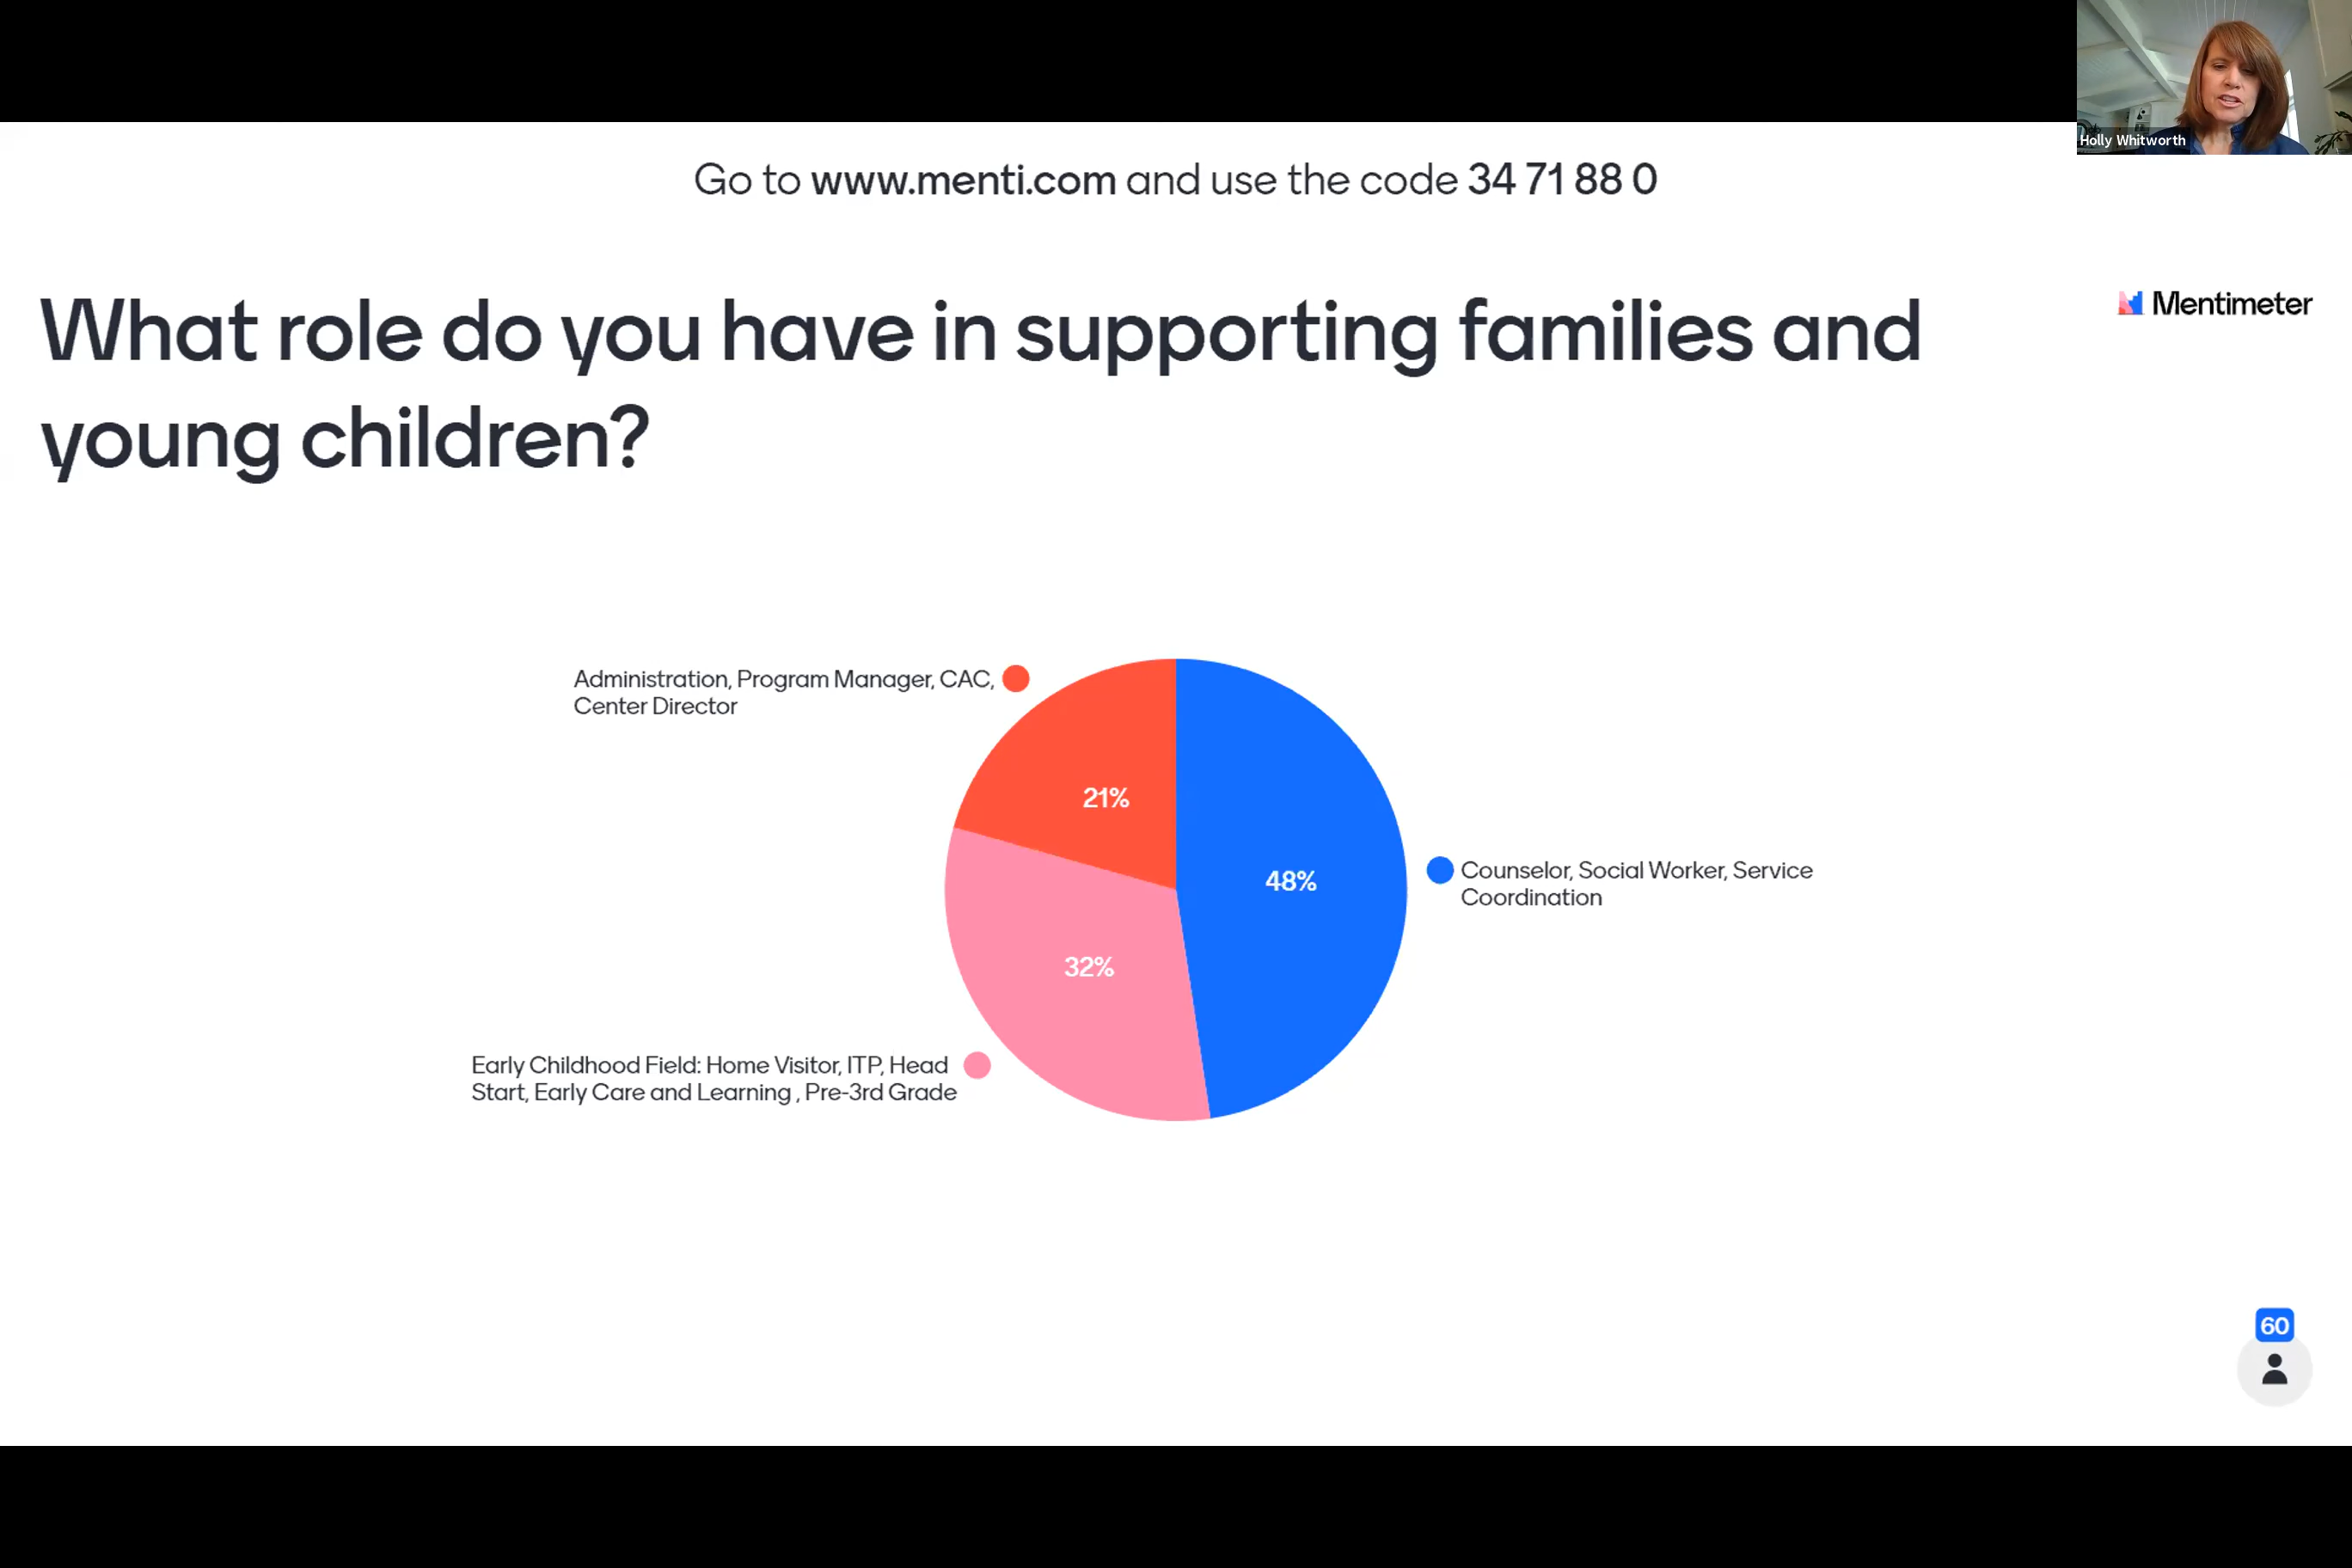 Holly Whitworth
Go to www.menti.com and use the code 34 71 88 0
What role do you have in supporting families and
young children?
Mentimeter
Administration, Program Manager, CAC,
Center Director
21%
48%
Counselor, Social Worker, Service
Coordination
32%
Early Childhood Field: Home Visitor, ITP, Head
Start, Early Care and Learning , Pre-3rd Grade
60